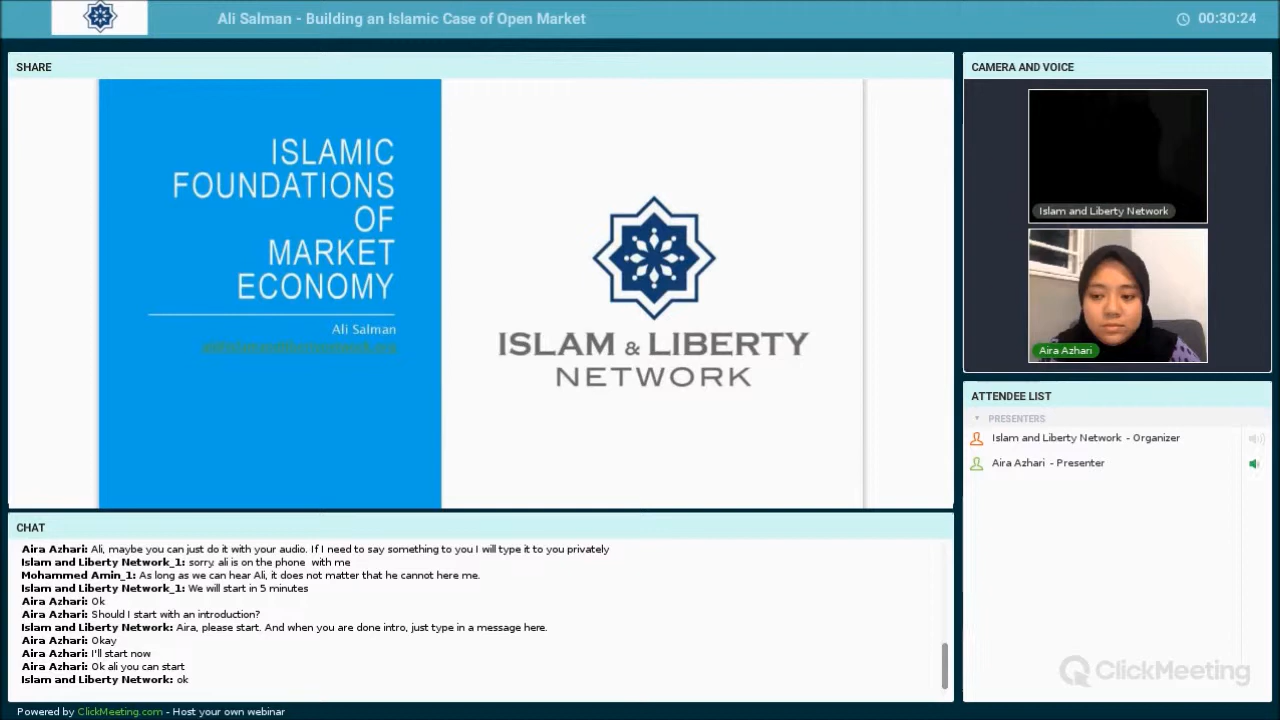 Ali Salman - Building an Islamic Case of Open Market
00:30:24
SHARE
ISLAMIC
FOUNDATIONS
OF
MARKET
ECONOMY
Ali Salman
ISLAM & LIBERTY
NETWORK
CAMERA AND VOICE
Islam and Liberty Network
Aira Azhari
ATTENDEE LIST
PRESENTERS
Islam and Liberty Network - Organizer
Aira Azhari - Presenter
CHAT
Aira Azhari: Ali, maybe you can just do it with your audio. If I need to say something to you I will type it to you privately
Islam and Liberty Network_1: sorry. ali is on the phone with me
Mohammed Amin_1: As long as we can hear Ali, it does not matter that he cannot here me.
Islam and Liberty Network_1: We will start in 5 minutes
Aira Azhari: Ok
Aira Azhari: Should I start with an introduction?
Islam and Liberty Network: Aira, please start. And when you are done intro, just type in a message here.
Aira Azhari: Okay
Aira Azhari: I'll start now
Aira Azhari: Ok ali you can start
Islam and Liberty Network: ok
ClickMeeting
Powered by ClickMeeting.com - Host your own webinar